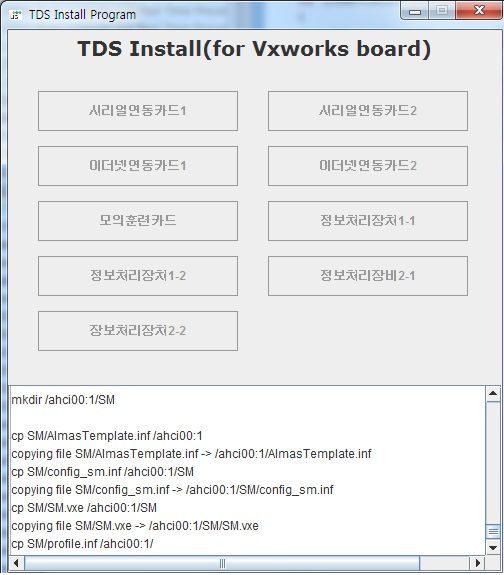 TDS Install Program
TDS Install(for Vxworks board)
시리얼연동카드1
시리얼연동카드2
이더넷연동카드1
이더넷연동카드2
모의훈련카드
정보처리장치1-1
정보처리장치1-2
정보처리장비2-1
장보처리장치2-2
mkdir /ahci00:1/SM
cp SM/AlmasTemplate.inf /ahci00:1
copying file SM/AlmasTemplate.inf -> /ahci00:1/AlmasTemplate.inf
cp SM/config_sm.inf /ahci00:1/SM
copying file SM/config_sm.inf -> /ahci00:1/SM/config_sm.inf
cp SM/SM.vxe /ahci00:1/SM
copying file SM/SM.vxe -> /ahci00:1/SM/SM.vxe
cp SM/profile.inf /ahci00:1/